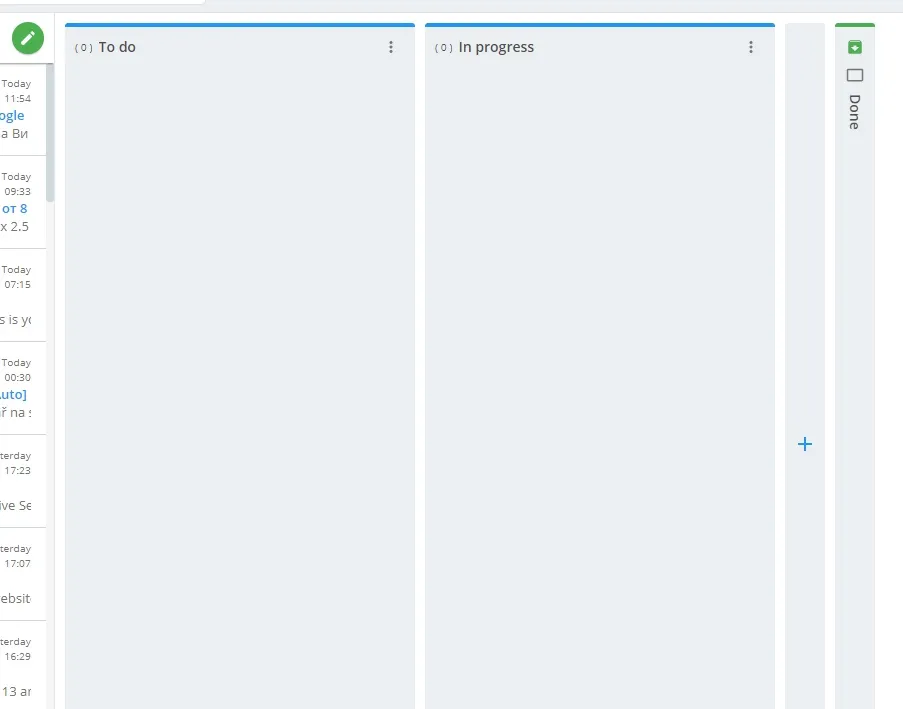 (0) To do
(0) In progress
Done
Today
11:54
ogle
а Ви
Today
09:33
от 8
x 2.5
Today
07:15
s is yo
Today
00:30
uto]
ř na s
terday
17:23
ive Se
terday
17:07
ebsite
terday
16:29
13 ar